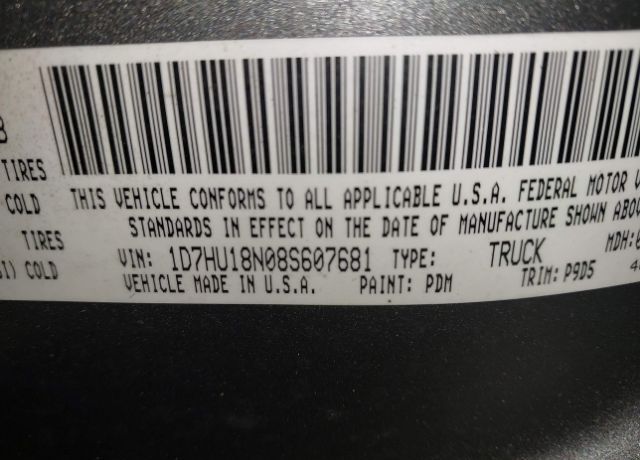 TIRES
COLD
TIRES
COLD
THIS VEHICLE CONFORMS TO ALL APPLICABLE U.S.A. FEDERAL MOTOR
STANDARDS IN EFFECT ON THE DATE OF MANUFACTURE SHOWN
VIN: 1D7HU18N08S607681 TYPE: TRUCK MDH:
VEHICLE MADE IN U.S.A. PAINT: PDM TRIM: P9D5